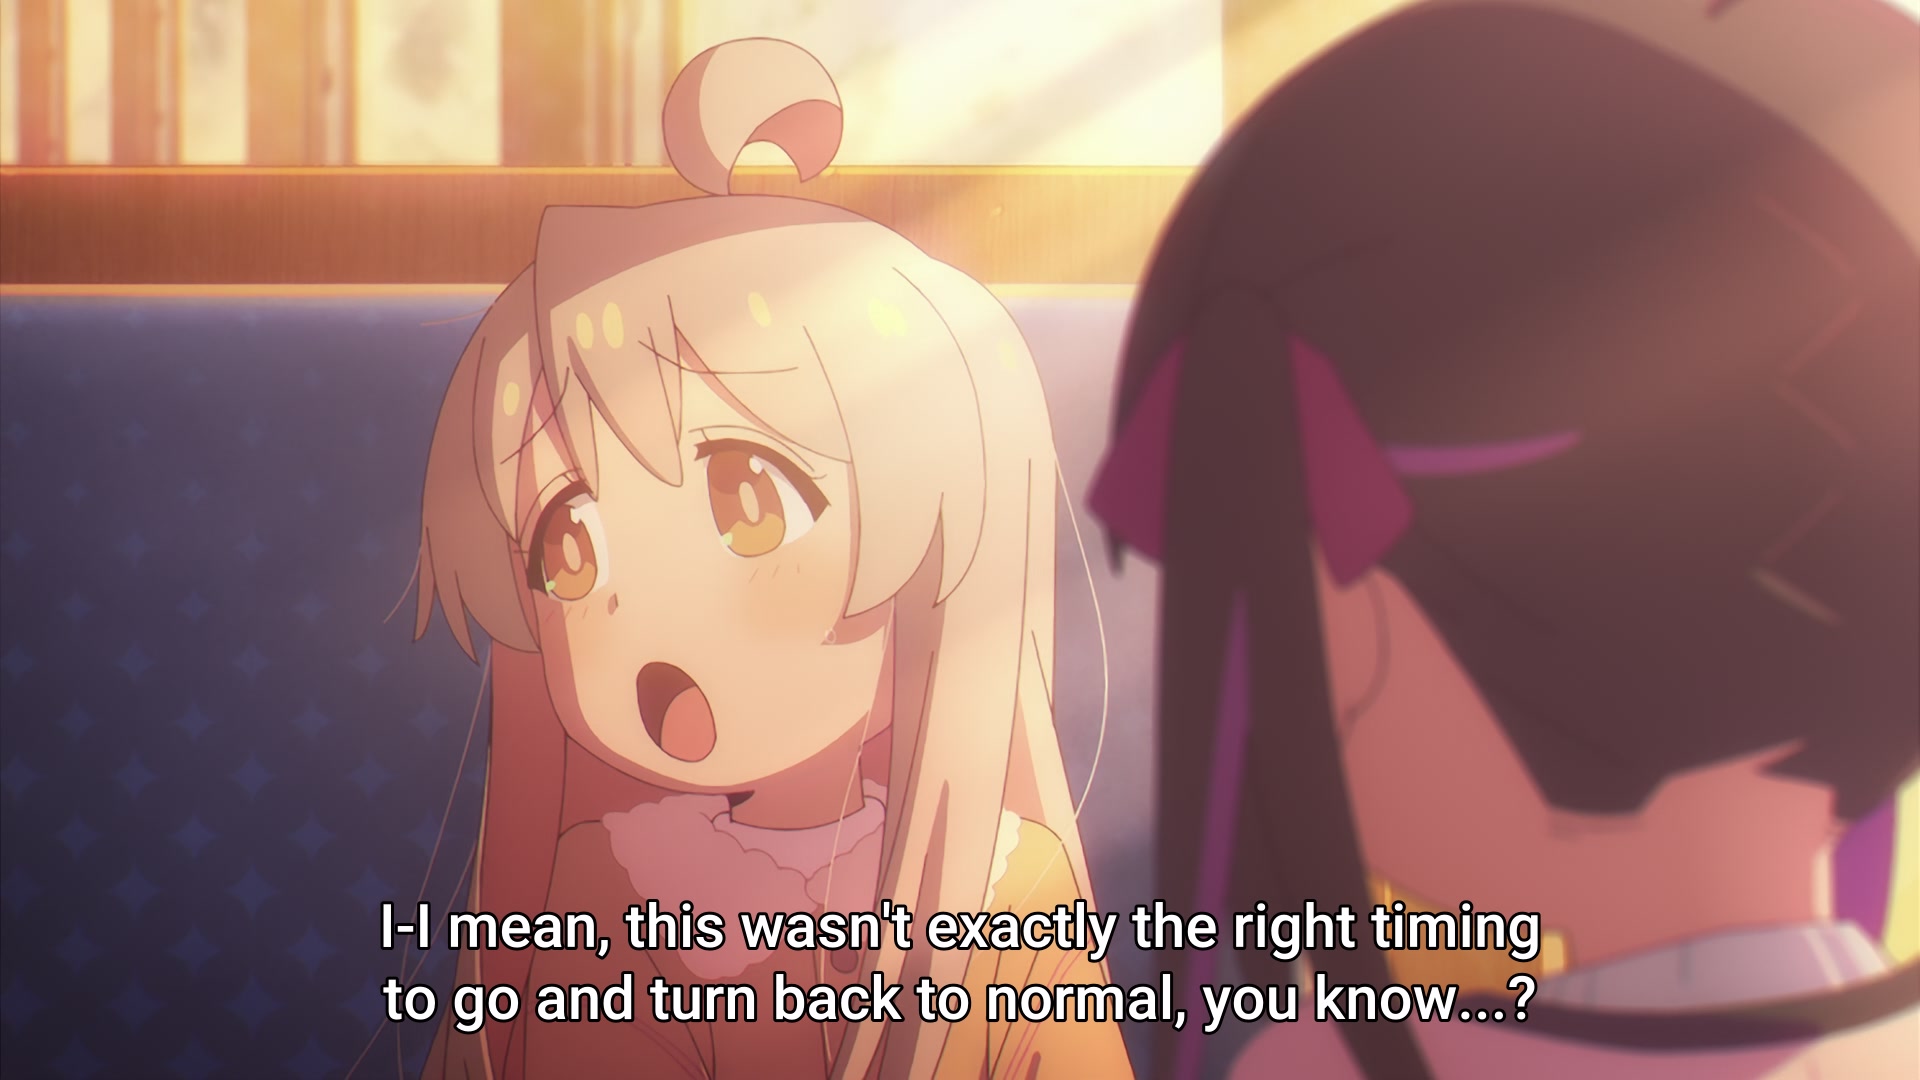 I-I mean, this wasn't exactly the right timing
to go and turn back to normal, you know...?